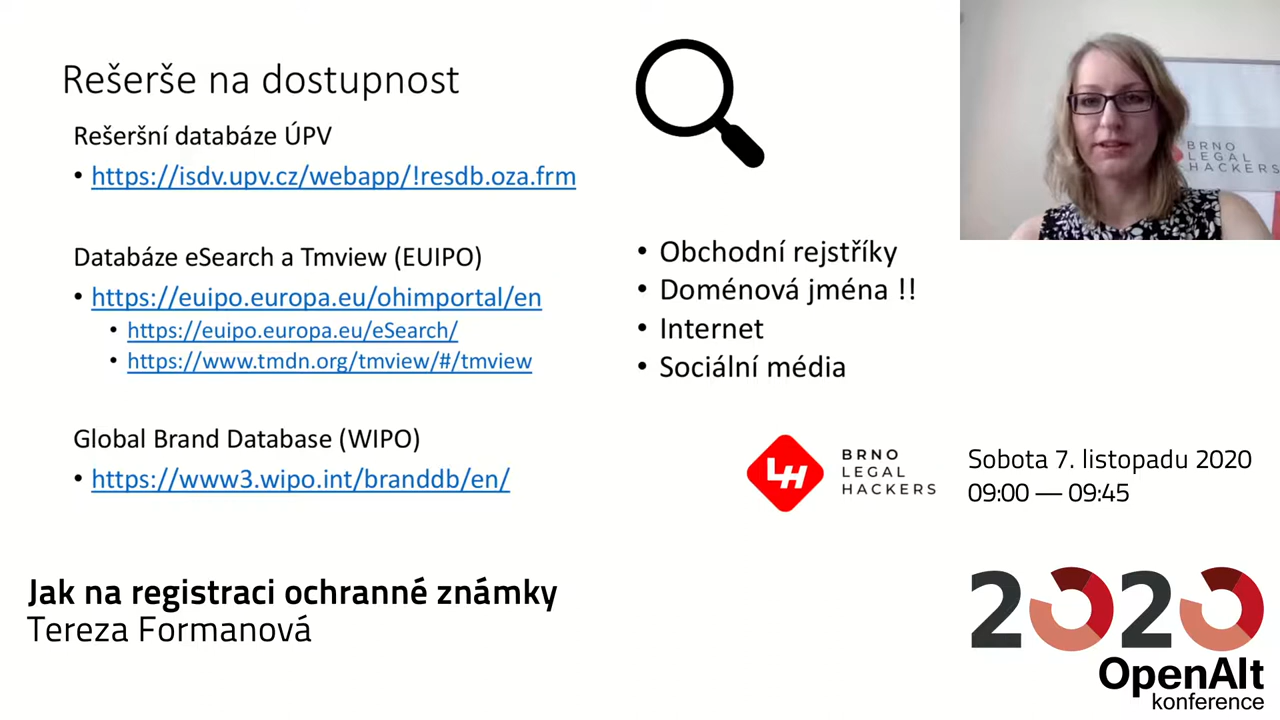 Rešerše na dostupnost
Rešeršní databáze ÚPV
• https://isdv.upv.cz/webapp/!resdb.oza.frm
Databáze eSearch a Tmview (EUIPO)
• https://euipo.europa.eu/ohimportal/en
• https://euipo.europa.eu/eSearch/
• https://www.tmdn.org/tmview/#/tmview
Global Brand Database (WIPO)
• https://www3.wipo.int/branddb/en/
• Obchodní rejstříky
• Doménová jména !!
• Internet
• Sociální média
BRNO
LEGAL
HACKERS
LH
BRNO
LEGAL
HACKERS
Sobota 7. listopadu 2020
09:00 — 09:45
Jak na registraci ochranné známky
Tereza Formanová
2020
OpenAlt
konference